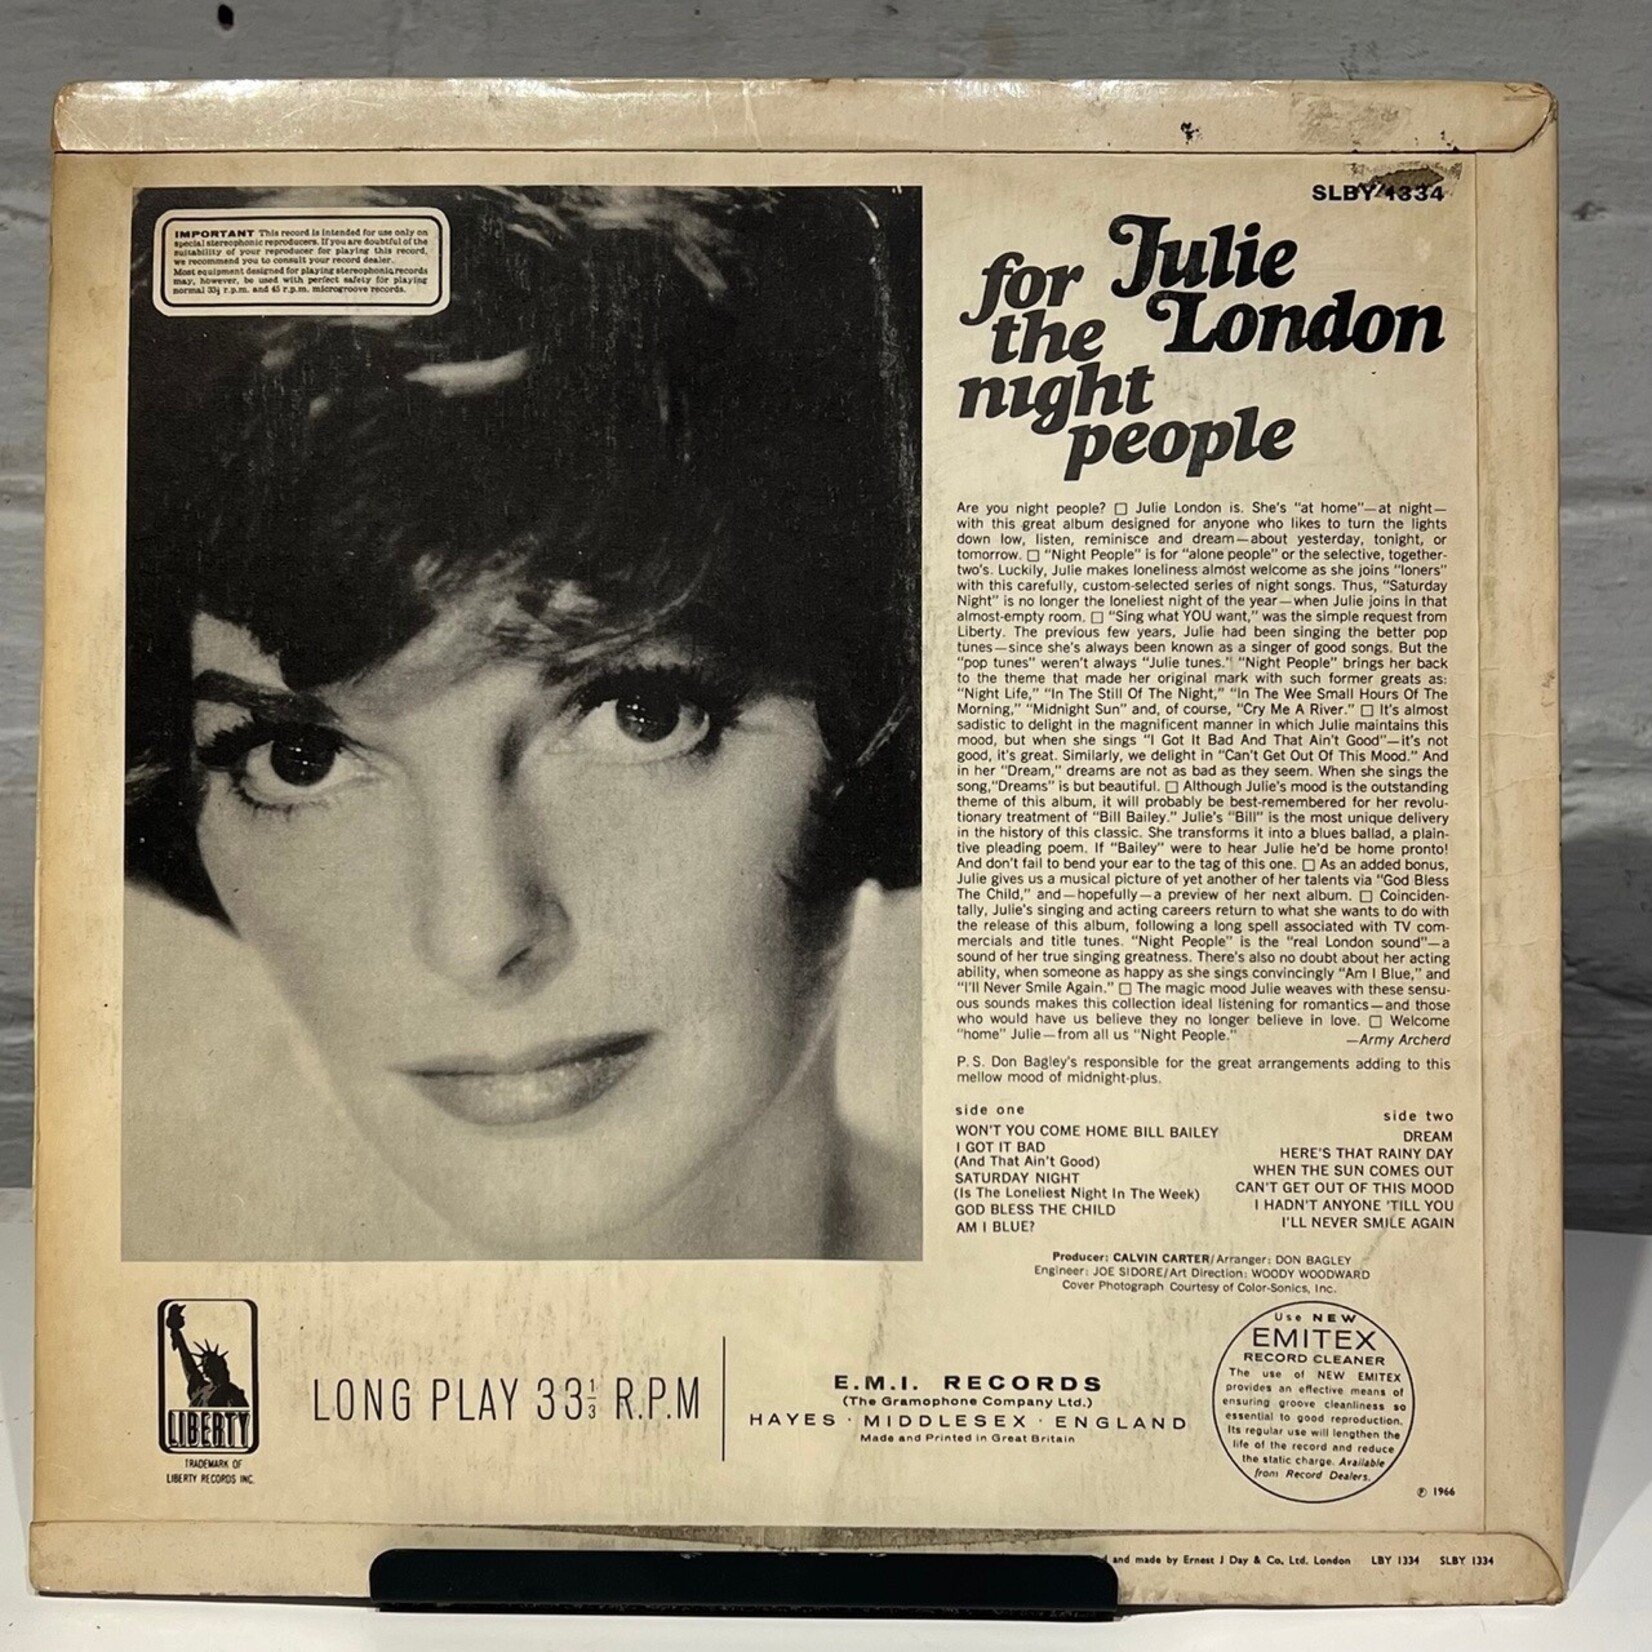 IMPORTANT This record is intended for use only on
special stereophonic reproducers. If you are doubtful of the
suitability of your reproducer for playing this record,
we recommend you to consult your record dealer.
Most equipment designed for playing stereophonic records
may, however, be used with perfect safety for playing
normal 33⅓ r.p.m. and 45 r.p.m. microgroove records.
SLBY 1334
Julie
London
for
the
night
people
Are you night people? □ Julie London is. She's "at home"—at night—
with this great album designed for anyone who likes to turn the lights
down low, listen, reminisce and dream—about yesterday, tonight, or
tomorrow. □ "Night People" is for "alone people" or the selective, together-
two's. Luckily, Julie makes loneliness almost welcome as she joins "loners"
with this carefully, custom-selected series of night songs. Thus, "Saturday
Night" is no longer the loneliest night of the year—when Julie joins in that
almost-empty room. □ "Sing what YOU want," was the simple request from
Liberty. The previous few years, Julie had been singing the better pop
tunes—since she's always been known as a singer of good songs. But the
"pop tunes" weren't always "Julie tunes." "Night People" brings her back
to the theme that made her original mark with such former greats as:
"Night Life," "In The Still Of The Night," "In The Wee Small Hours Of The
Morning," "Midnight Sun" and, of course, "Cry Me A River." □ It's almost
sadistic to delight in the magnificent manner in which Julie maintains this
mood, but when she sings "I Got It Bad And That Ain't Good"—it's not
good, it's great. Similarly, we delight in "Can't Get Out Of This Mood." And
in her "Dream," dreams are not as bad as they seem. When she sings the
song,"Dreams" is but beautiful. □ Although Julie's mood is the outstanding
theme of this album, it will probably be best-remembered for her revolu-
tionary treatment of "Bill Bailey." Julie's "Bill" is the most unique delivery
in the history of this classic. She transforms it into a blues ballad, a plain-
tive pleading poem. If "Bailey" were to hear Julie he'd be home pronto!
And don't fail to bend your ear to the tag of this one. □ As an added bonus,
Julie gives us a musical picture of yet another of her talents via "God Bless
The Child," and—hopefully—a preview of her next album. □ Coinciden-
tally, Julie's singing and acting careers return to what she wants to do with
the release of this album, following a long spell associated with TV com-
mercials and title tunes. "Night People" is the "real London sound"—a
sound of her true singing greatness. There's also no doubt about her acting
ability, when someone as happy as she sings convincingly "Am I Blue," and
"I'll Never Smile Again." □ The magic mood Julie weaves with these sensu-
ous sounds makes this collection ideal listening for romantics—and those
who would have us believe they no longer believe in love. □ Welcome
"home" Julie—from all us "Night People."
—Army Archerd
P.S. Don Bagley's responsible for the great arrangements adding to this
mellow mood of midnight-plus.
side one
WON'T YOU COME HOME BILL BAILEY
I GOT IT BAD
(And That Ain't Good)
SATURDAY NIGHT
(Is The Loneliest Night In The Week)
GOD BLESS THE CHILD
AM I BLUE?
side two
DREAM
HERE'S THAT RAINY DAY
WHEN THE SUN COMES OUT
CAN'T GET OUT OF THIS MOOD
I HADN'T ANYONE 'TILL YOU
I'LL NEVER SMILE AGAIN
Producer: CALVIN CARTER/Arranger: DON BAGLEY
Engineer: JOE SIDORE/Art Direction: WOODY WOODWARD
Cover Photograph Courtesy of Color-Sonics, Inc.
LIBERTY
TRADEMARK OF
LIBERTY RECORDS INC.
LONG PLAY 33⅓ R.P.M
E.M.I. RECORDS
(The Gramophone Company Ltd.)
HAYES · MIDDLESEX · ENGLAND
Made and Printed in Great Britain
Use NEW
EMITEX
RECORD CLEANER
The use of NEW EMITEX
provides an effective means of
ensuring groove cleanliness so
essential to good reproduction.
Its regular use will lengthen the
life of the record and reduce
the static charge. Available
from Record Dealers.
℗ 1966
and made by Ernest J Day & Co. Ltd. London LBY 1334 SLBY 1334